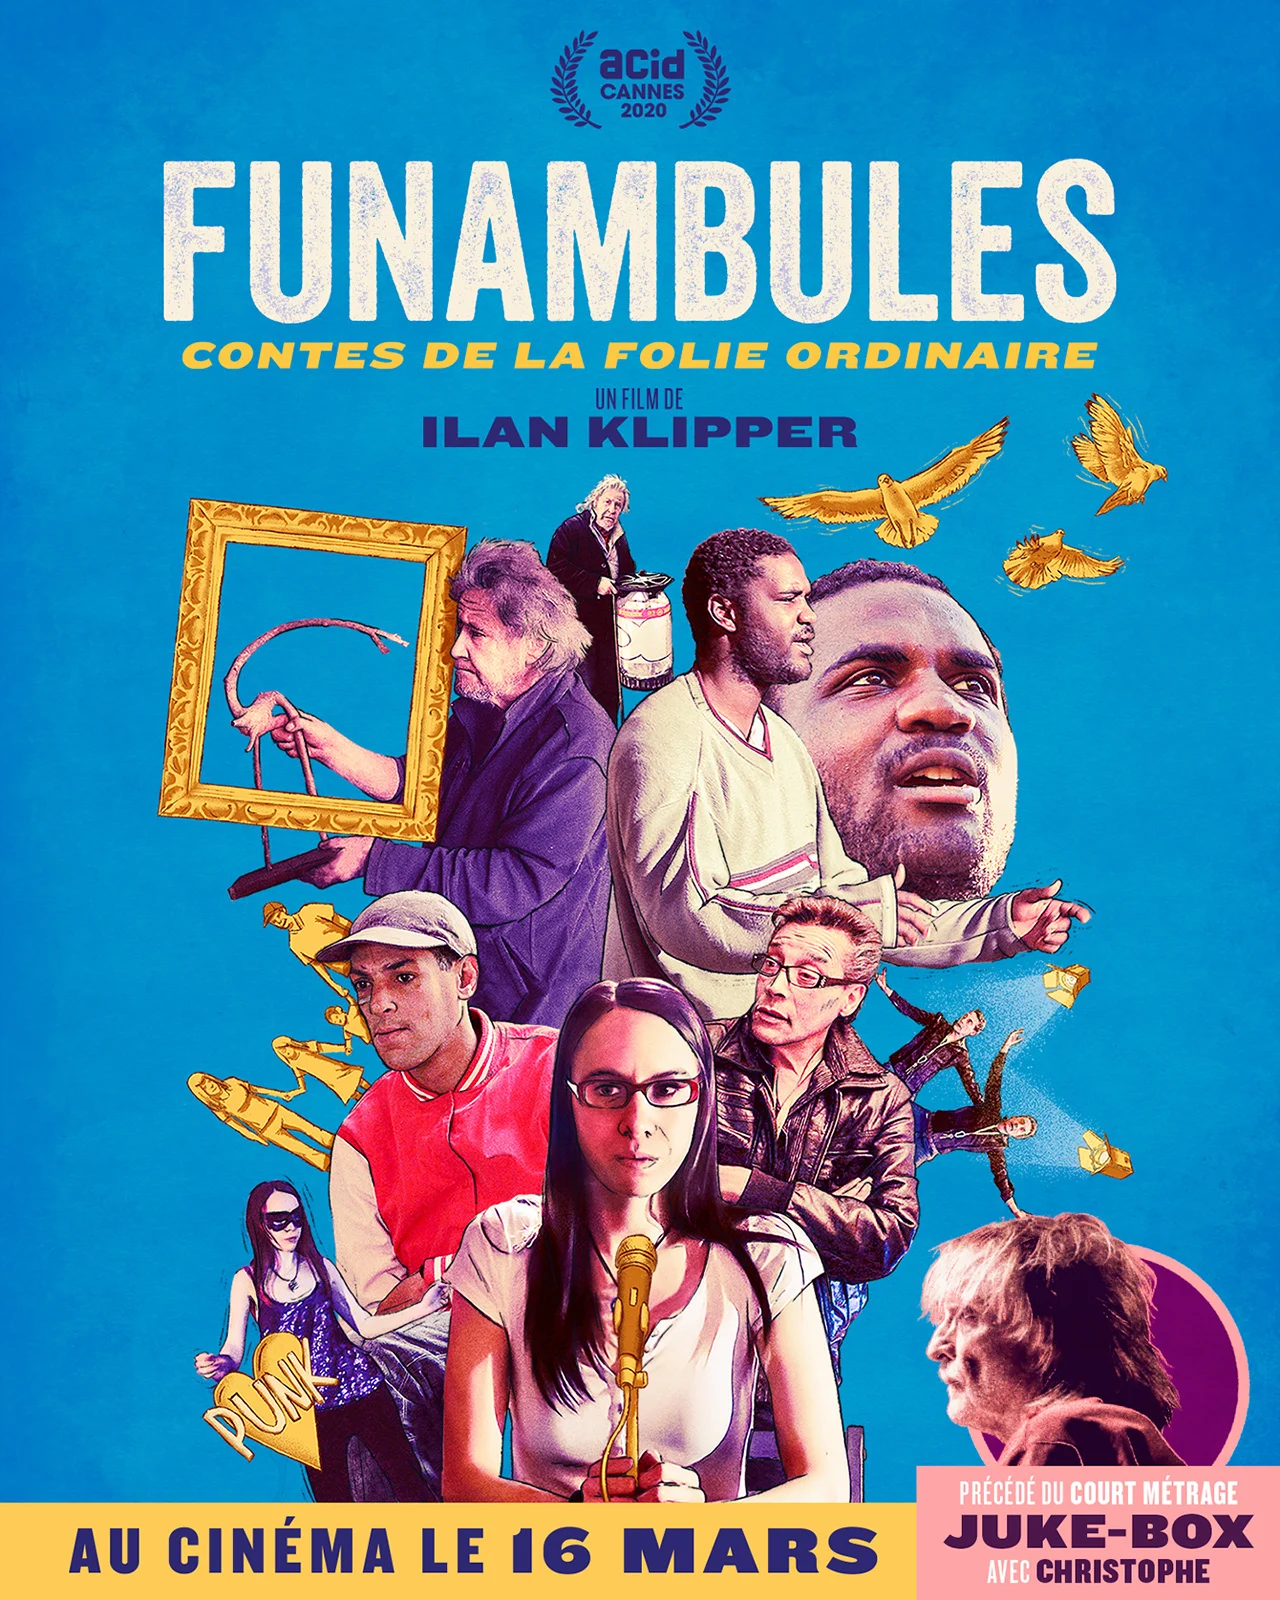 acid
CANNES
2020
FUNAMBULES
CONTES DE LA FOLIE ORDINAIRE
UN FILM DE
ILAN KLIPPER
PUNK
AU CINÉMA LE 16 MARS
PRÉCÉDÉ DU COURT MÉTRAGE
JUKE-BOX
AVEC CHRISTOPHE